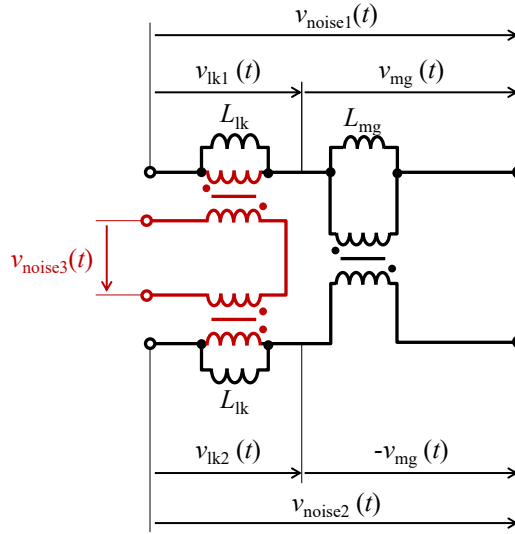 v_noise1(t)
v_lk1 (t) v_mg (t)
L_lk L_mg
v_noise3(t)
L_lk
v_lk2 (t) -v_mg (t)
v_noise2 (t)